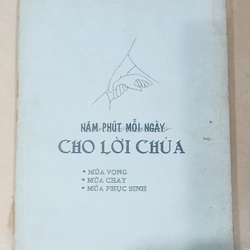 NĂM PHÚT MỖI NGÀY
CHO LỜI CHÚA
• MÙA VỌNG
• MÙA CHAY
• MÙA PHỤC SINH